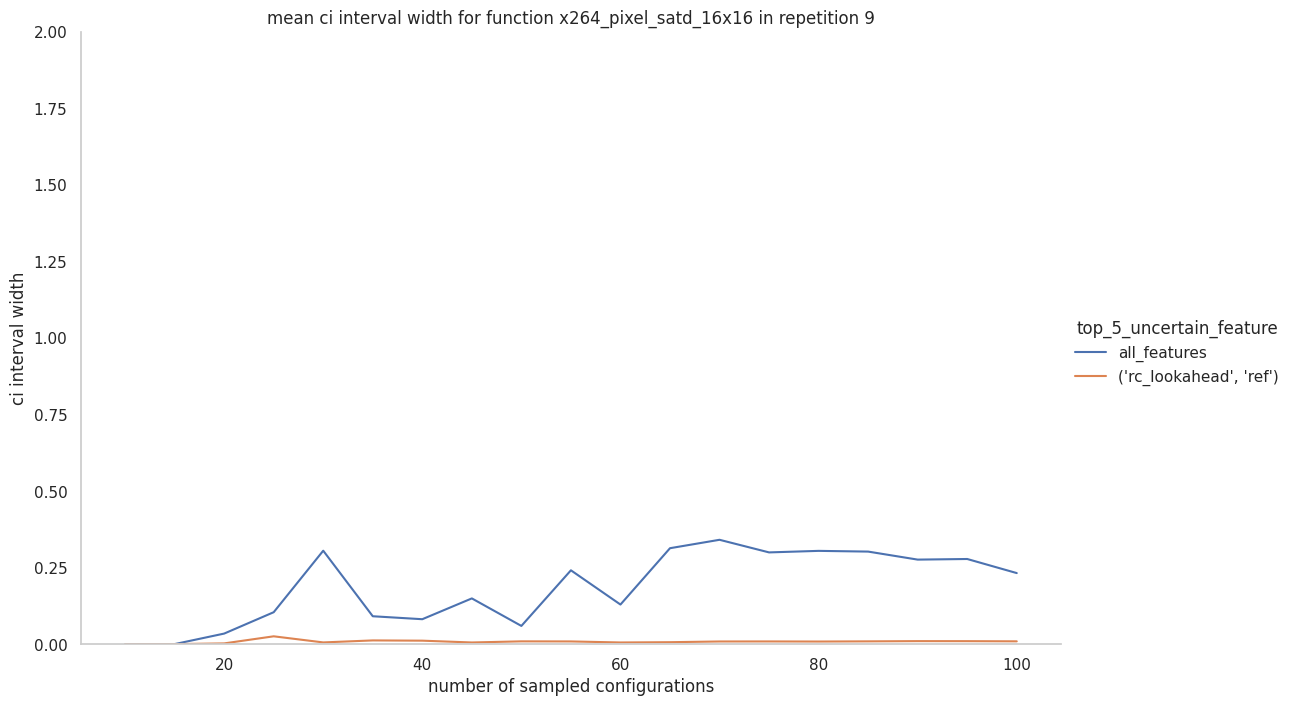 mean ci interval width for function x264_pixel_satd_16x16 in repetition 9
2.00
1.75
1.50
1.25
1.00
0.75
0.50
0.25
0.00
ci interval width
20
40
60
80
100
number of sampled configurations
top_5_uncertain_feature
all_features
('rc_lookahead', 'ref')